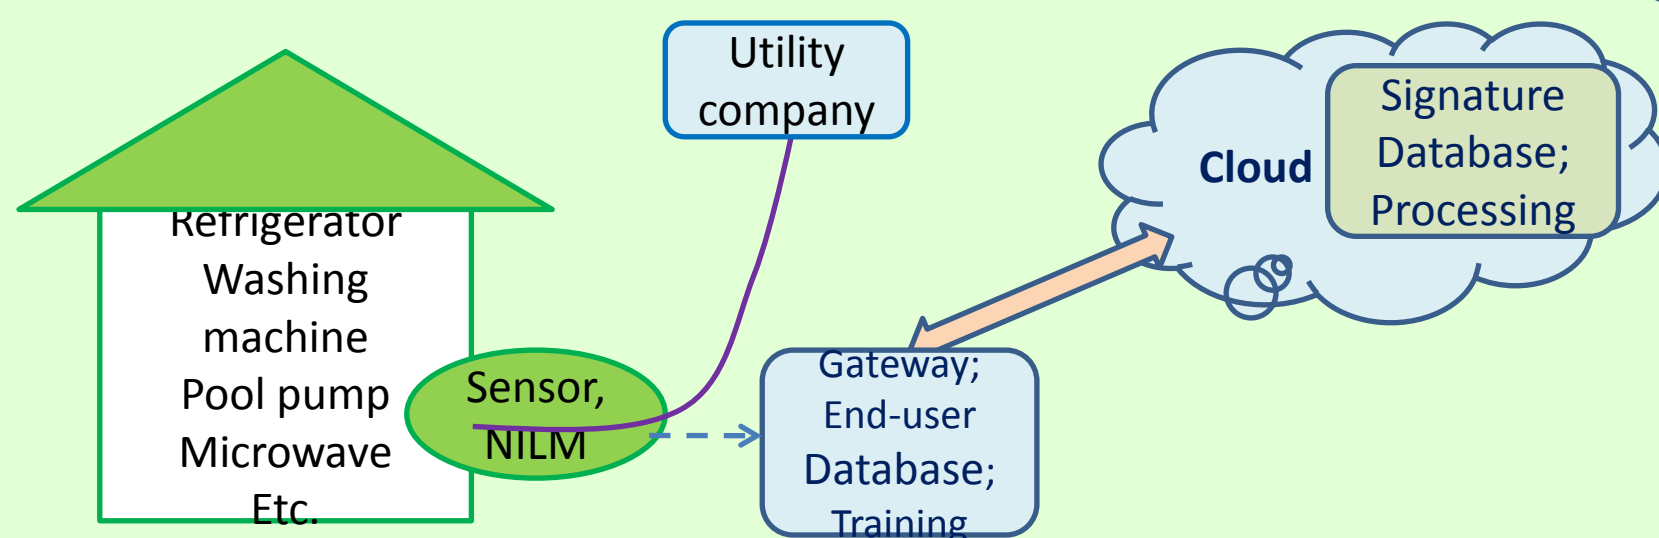 Utility
company
Cloud
Signature
Database;
Processing
Refrigerator
Washing
machine
Pool pump
Microwave
Etc.
Sensor,
NILM
Gateway;
End-user
Database;
Training